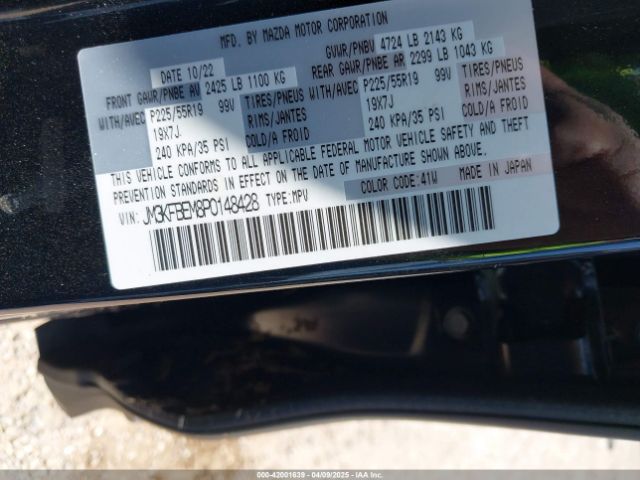 MFD. BY MAZDA MOTOR CORPORATION
DATE 10/22 GVWR/PNBV 4724 LB 2143 KG
FRONT GAWR/PNBE AV 2425 LB 1100 KG REAR GAWR/PNBE AR 2299 LB 1043 KG
WITH/AVEC P225/55R19 99V TIRES/PNEUS WITH/AVEC P225/55R19 99V TIRES/PNEUS
19X7J RIMS/JANTES 19X7J RIMS/JANTES
240 KPA/35 PSI COLD/A FROID 240 KPA/35 PSI COLD/A FROID
THIS VEHICLE CONFORMS TO ALL APPLICABLE FEDERAL MOTOR VEHICLE SAFETY AND THEFT
PREVENTION STANDARDS IN EFFECT ON THE DATE OF MANUFACTURE SHOWN ABOVE.
VIN: JM3KFBEM8P0148428 TYPE:MPV COLOR CODE:41W MADE IN JAPAN
000-42001639 - 04/09/2025 - IAAI.COM